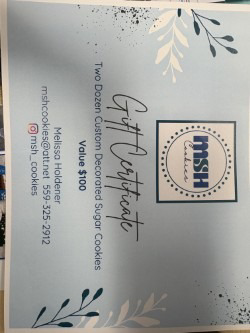 MSH
Cookies
Gift Certificate
Two Dozen Custom Decorated Sugar Cookies
Value $100
Melissa Holdener
mshcookies@att.net 559-325-2912
msh_cookies